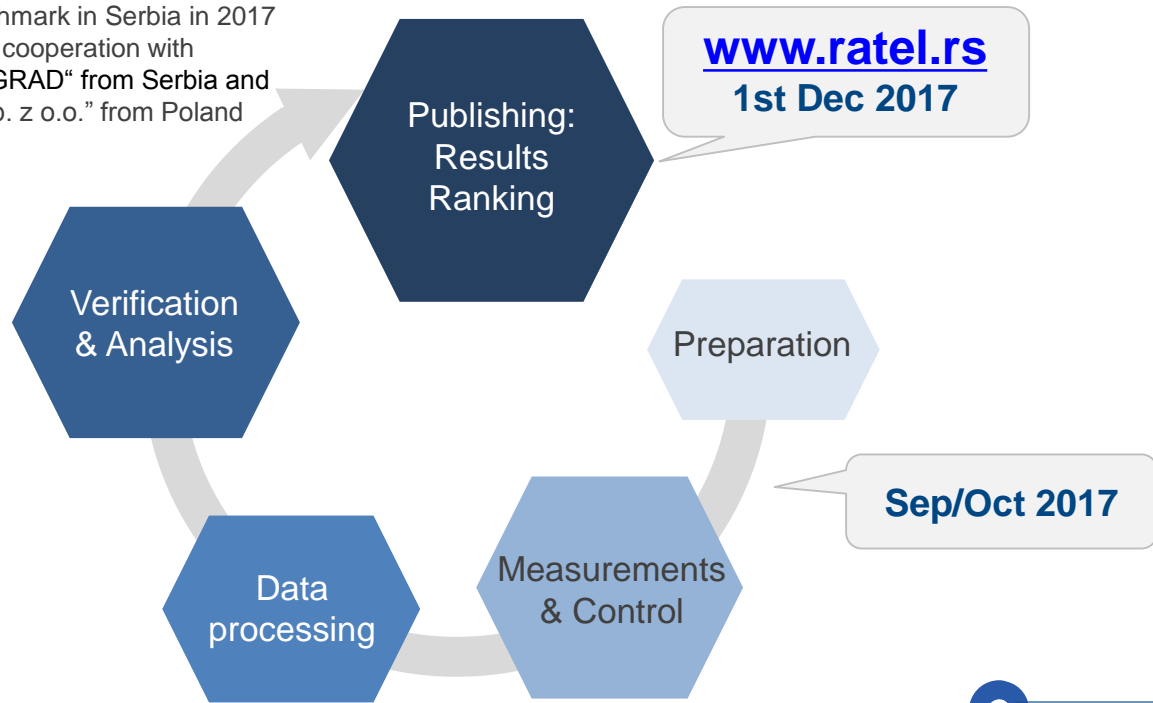 in Serbia in 2017
cooperation with
GRAD“ from Serbia and
z o.o.” from Poland
www.ratel.rs
1st Dec 2017
Publishing:
Results
Ranking
Verification
& Analysis
Preparation
Sep/Oct 2017
Measurements
& Control
Data
processing